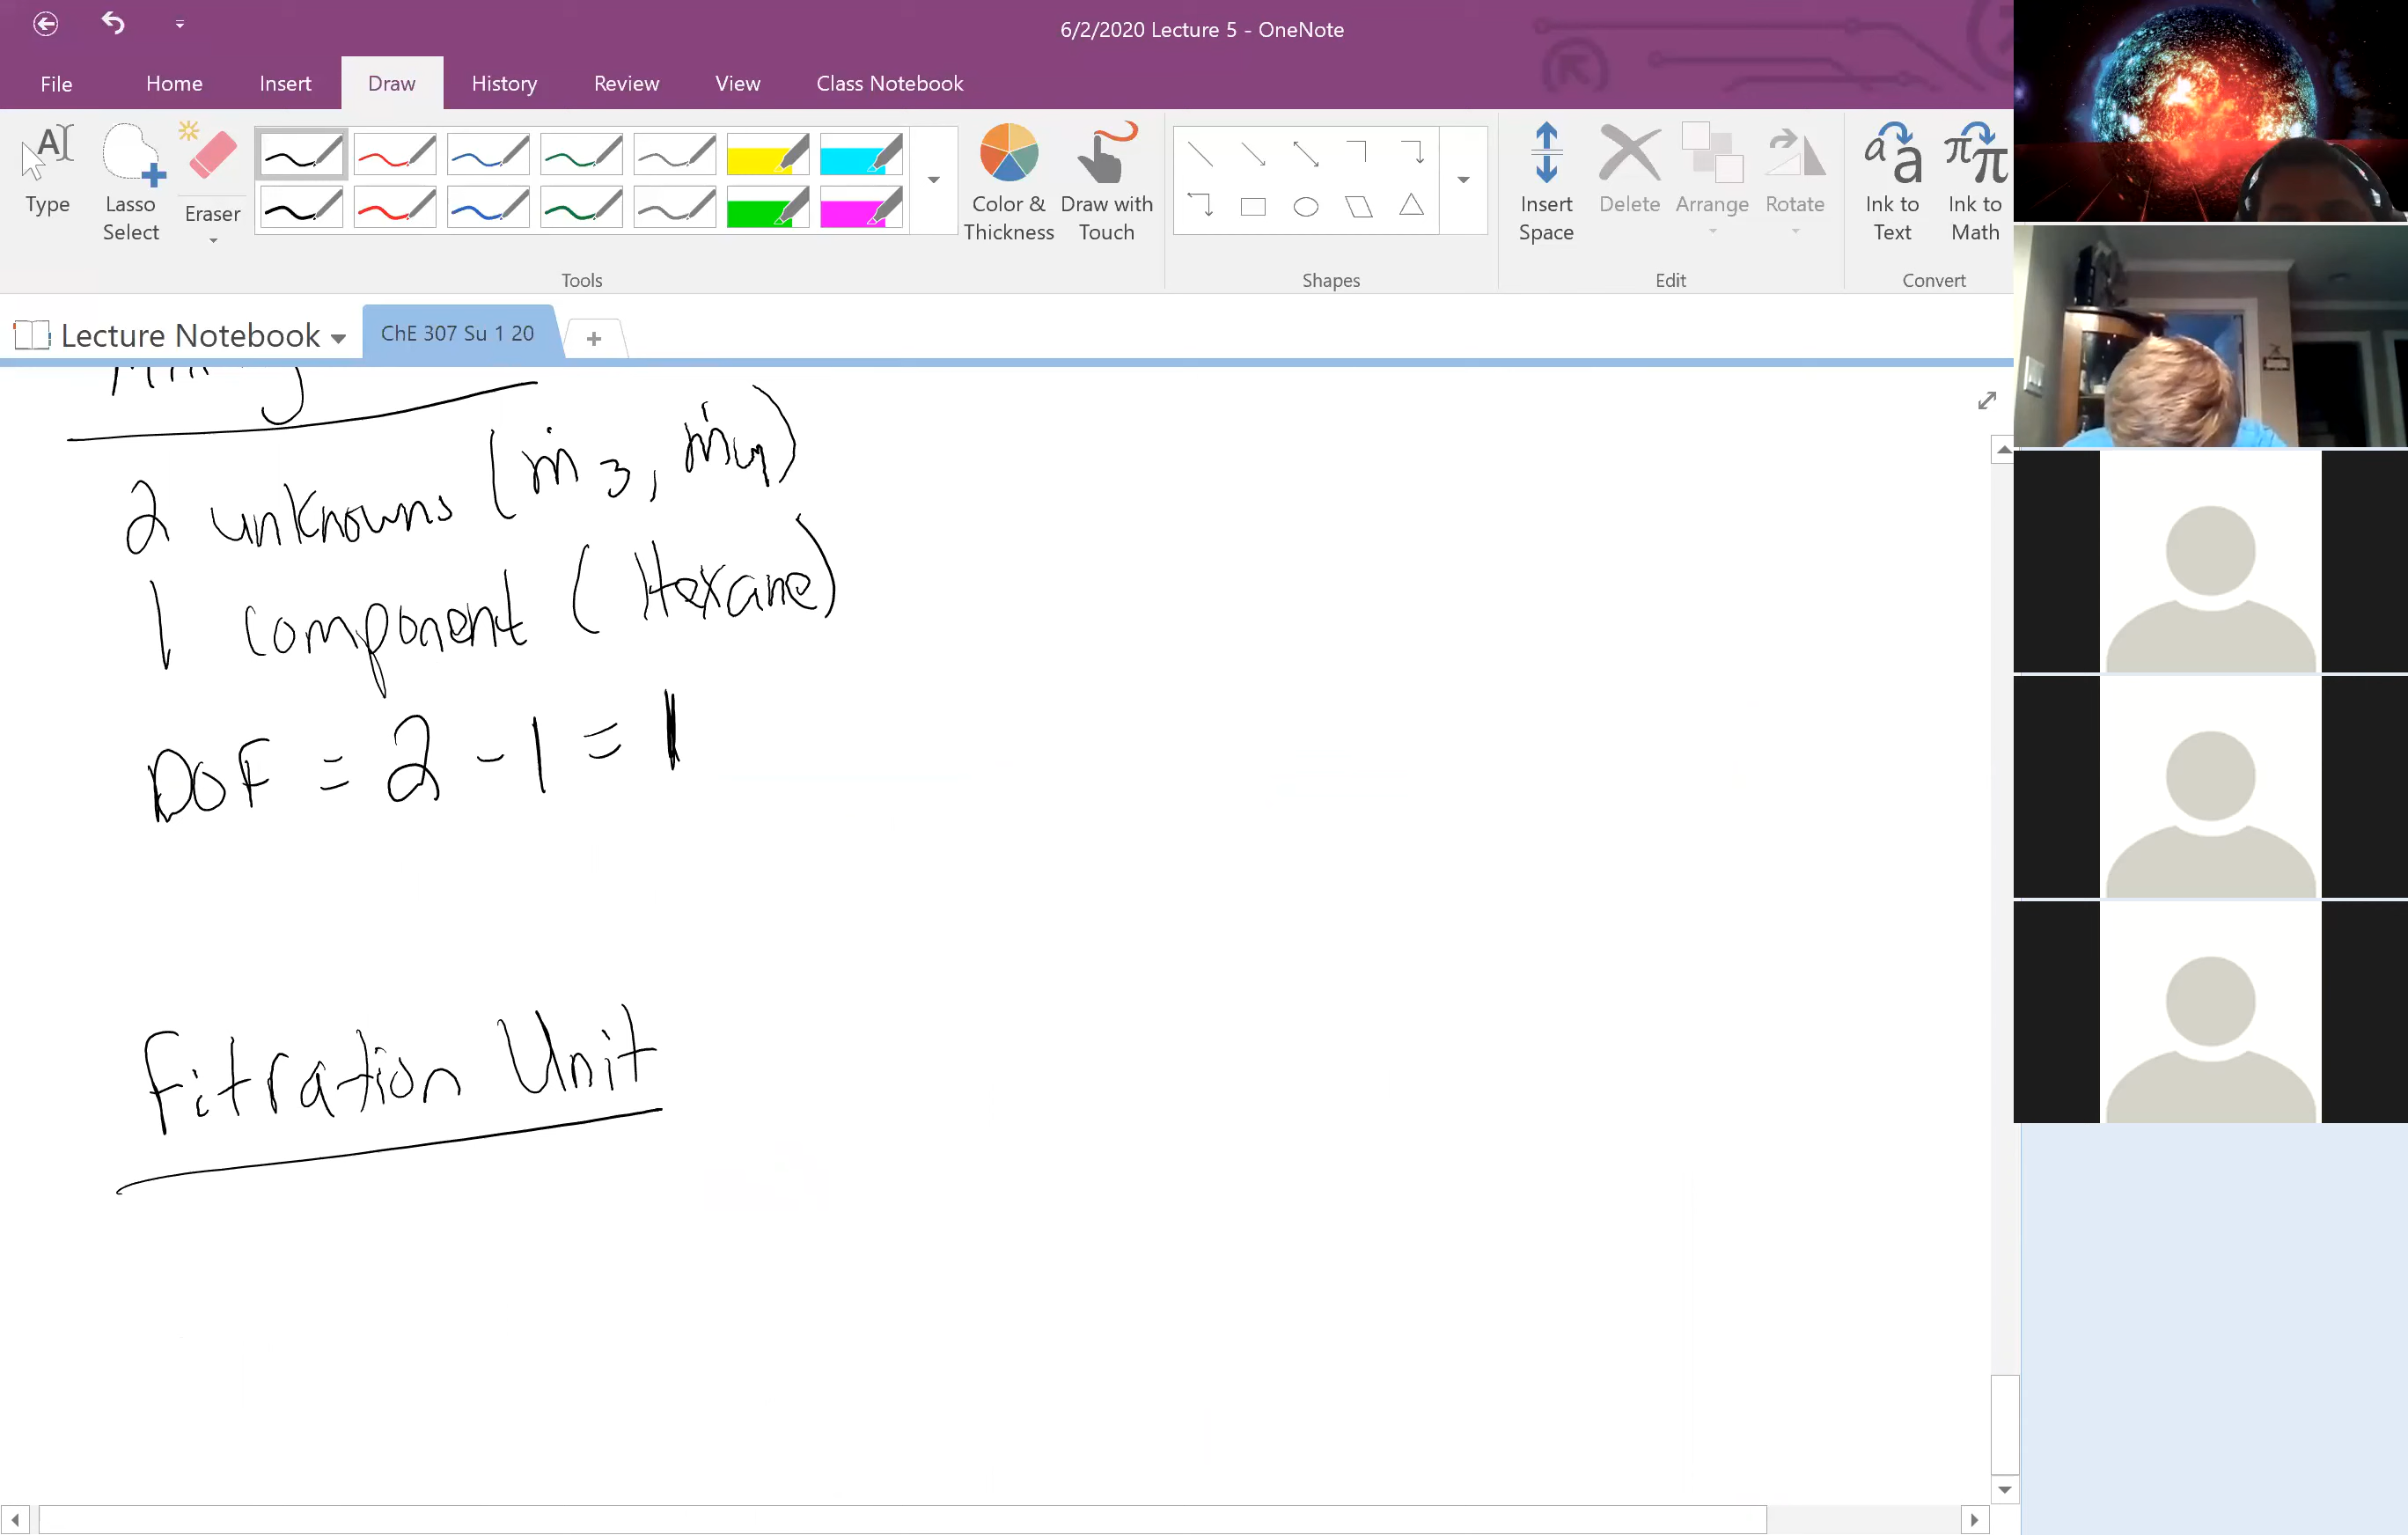 6/2/2020 Lecture 5 - OneNote
File Home Insert Draw History Review View Class Notebook
Type
Lasso Select
Eraser
Color & Thickness
Draw with Touch
Insert Space
Delete
Arrange
Rotate
Ink to Text
Ink to Math
Tools Shapes Edit Convert
Lecture Notebook
ChE 307 Su 1 20
2 unknowns (ṁ3, ṁ4)
1 component (Hexane)
DOF = 2 - 1 = 1
Fitration Unit